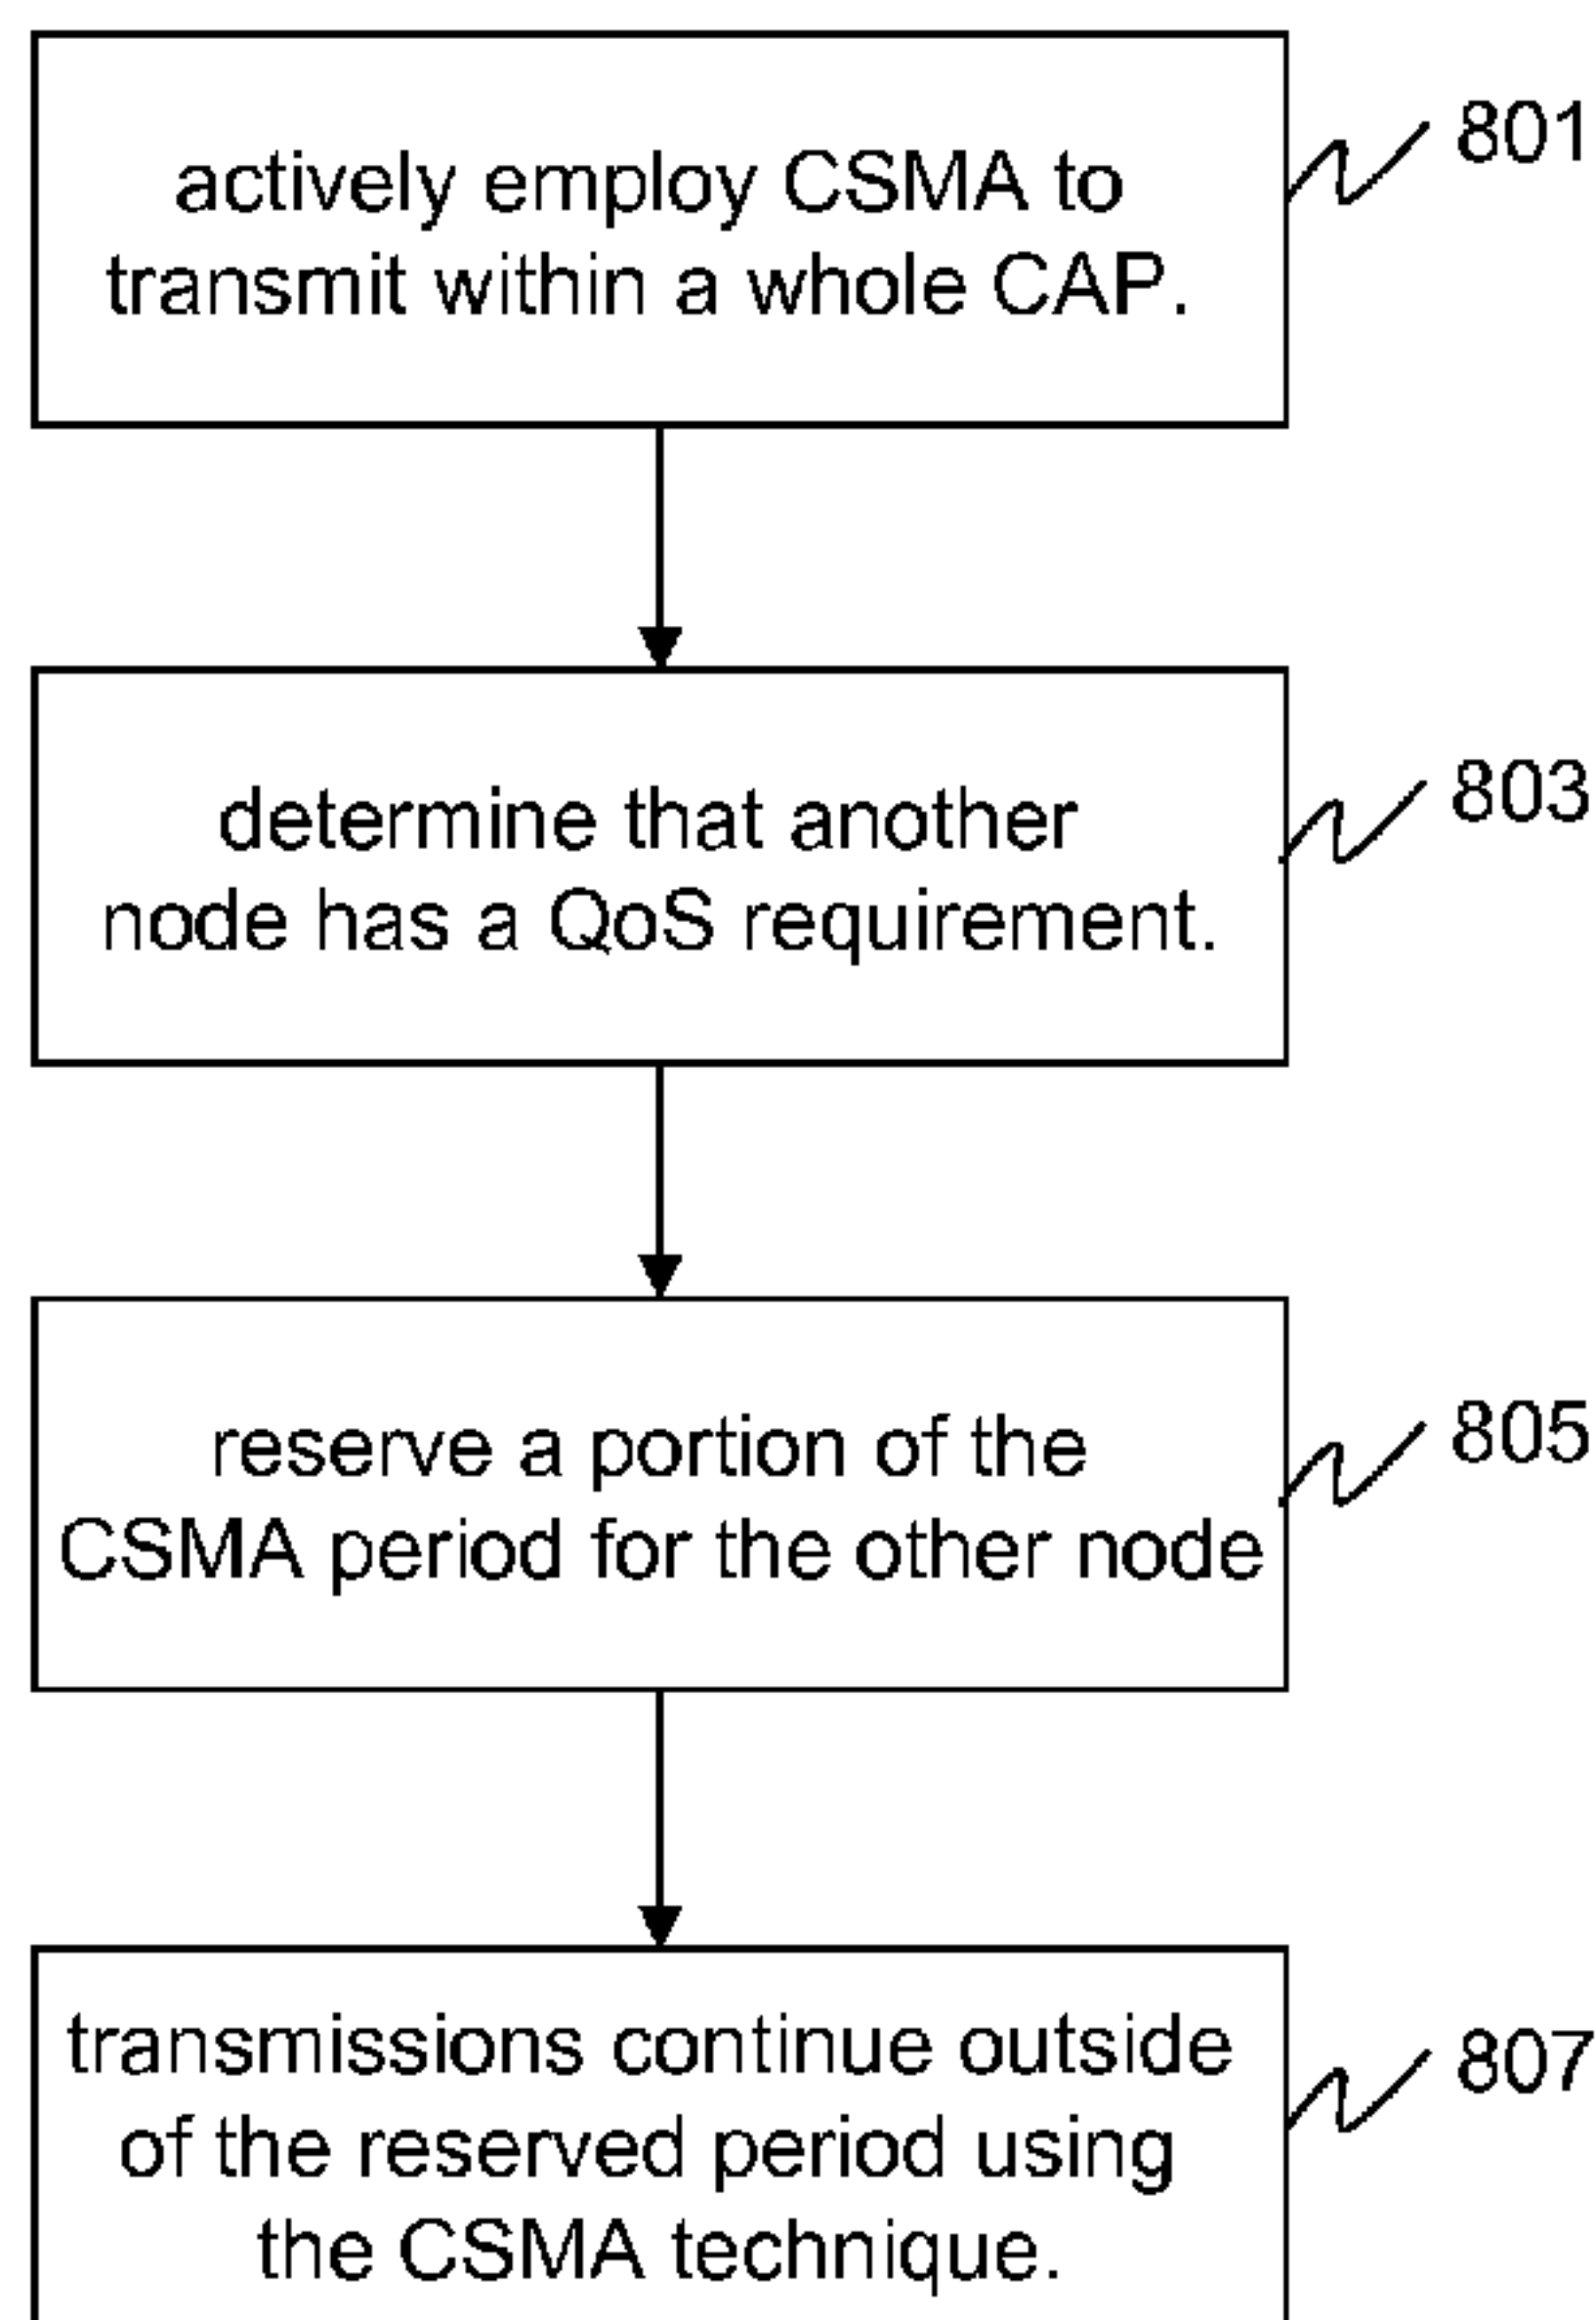 actively employ CSMA to
transmit within a whole CAP.
801
determine that another
node has a QoS requirement.
803
reserve a portion of the
CSMA period for the other node
805
transmissions continue outside
of the reserved period using
the CSMA technique.
807